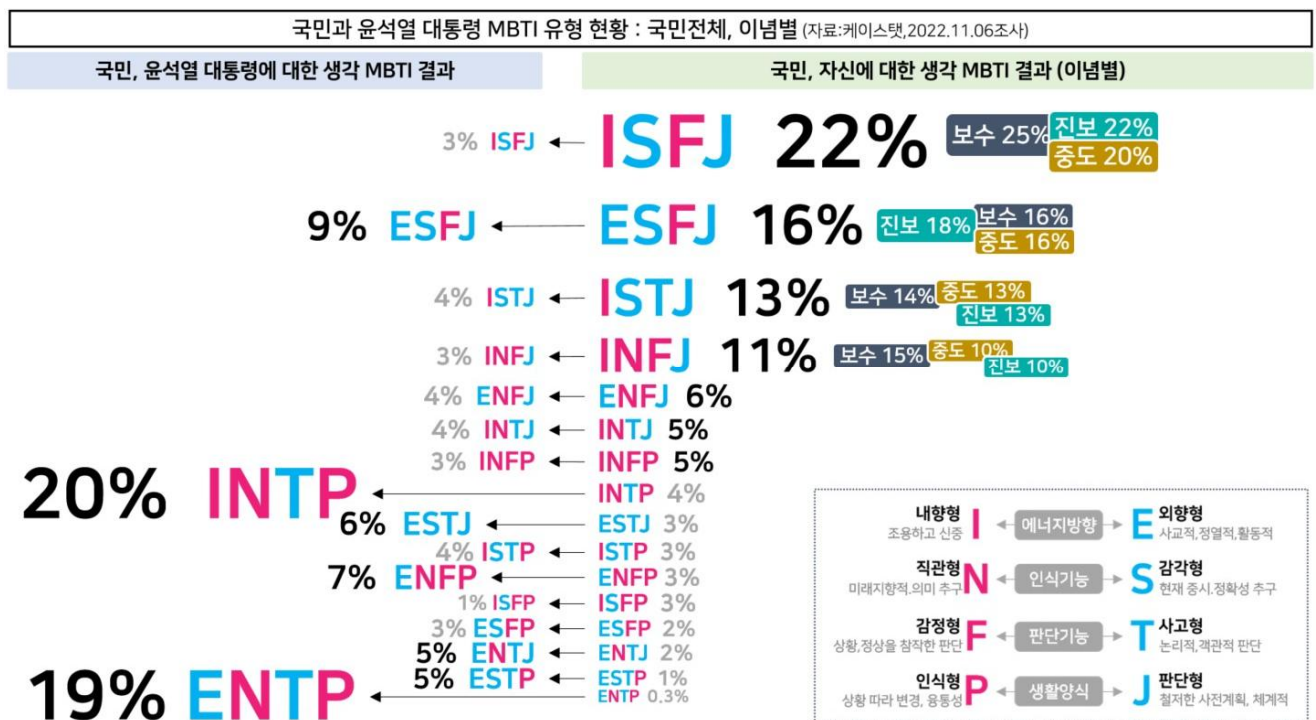 국민과 윤석열 대통령 MBTI 유형 현황 : 국민전체, 이념별 (자료:케이스탯,2022.11.06조사)
국민, 윤석열 대통령에 대한 생각 MBTI 결과
국민, 자신에 대한 생각 MBTI 결과 (이념별)
3% ISFJ ISFJ 22% 보수 25% 진보 22% 중도 20%
9% ESFJ ESFJ 16% 진보 18% 보수 16% 중도 16%
4% ISTJ ISTJ 13% 보수 14% 중도 13% 진보 13%
3% INFJ INFJ 11% 보수 15% 중도 10% 진보 10%
4% ENFJ ENFJ 6%
4% INTJ INTJ 5%
3% INFP INFP 5%
20% INTP INTP 4%
6% ESTJ ESTJ 3%
4% ISTP ISTP 3%
7% ENFP ENFP 3%
1% ISFP ISFP 3%
3% ESFP ESFP 2%
5% ENTJ ENTJ 2%
5% ESTP ESTP 1%
19% ENTP ENTP 0.3%
내향형 I 에너지방향 E 외향형
조용하고 신중 사교적,정열적,활동적
직관형 N 인식기능 S 감각형
미래지향적.의미 추구 현재 중시.정확성 추구
감정형 F 판단기능 T 사고형
상황,정상을 참작한 판단 논리적,객관적 판단
인식형 P 생활양식 J 판단형
상황 따라 변경, 융통성 철저한 사전계획, 체계적